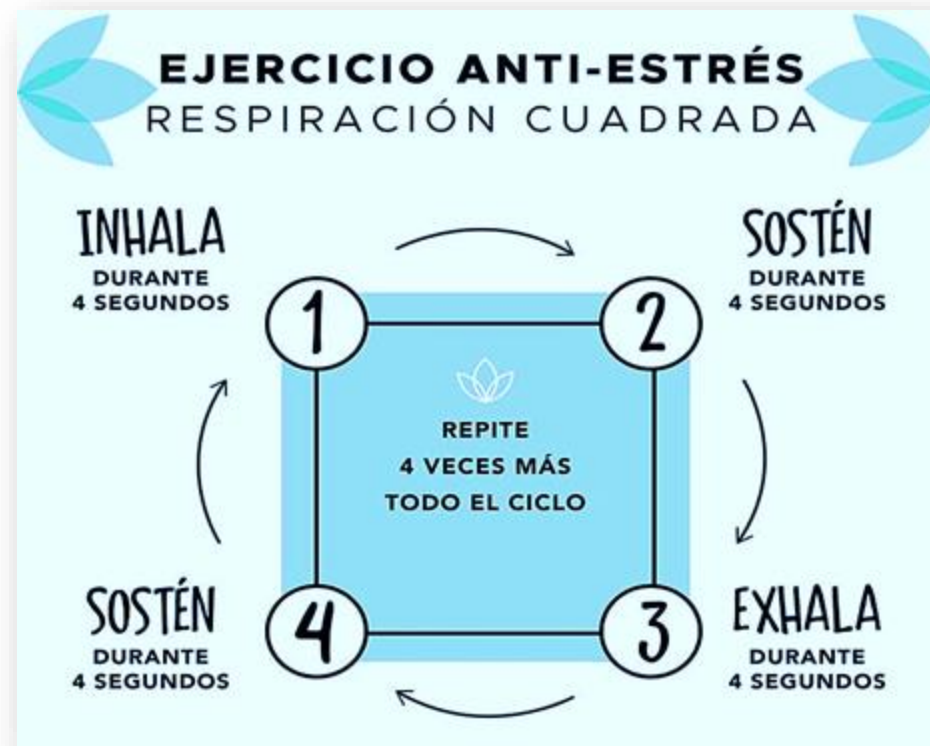 EJERCICIO ANTI-ESTRÉS
RESPIRACIÓN CUADRADA
INHALA
DURANTE
4 SEGUNDOS
1
SOSTÉN
DURANTE
4 SEGUNDOS
2
REPITE
4 VECES MÁS
TODO EL CICLO
EXHALA
DURANTE
4 SEGUNDOS
3
SOSTÉN
DURANTE
4 SEGUNDOS
4